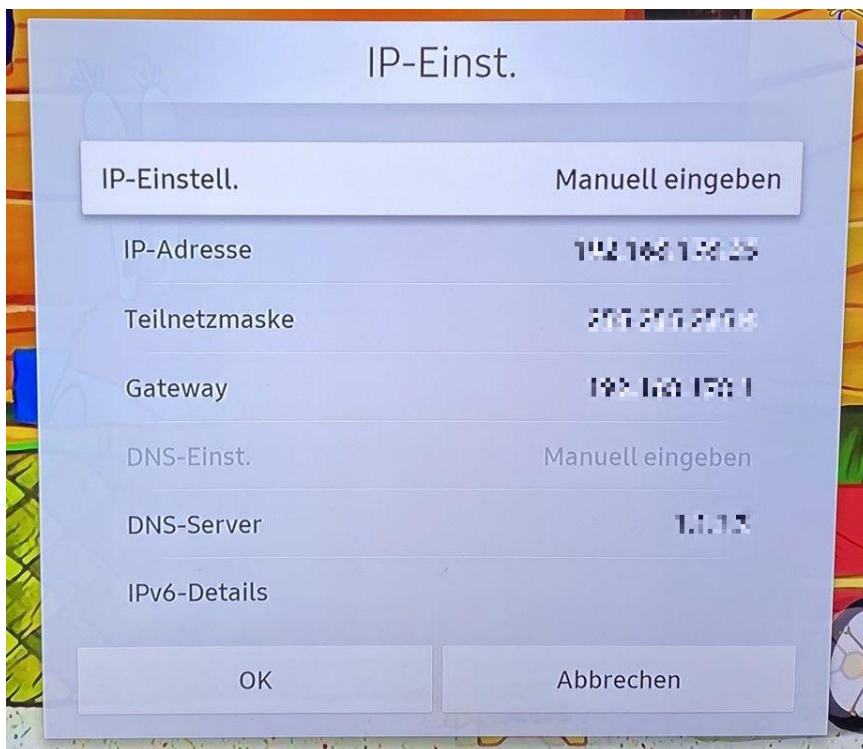 IP-Einst.
IP-Einstell. Manuell eingeben
IP-Adresse
Teilnetzmaske
Gateway
DNS-Einst. Manuell eingeben
DNS-Server
IPv6-Details
OK Abbrechen